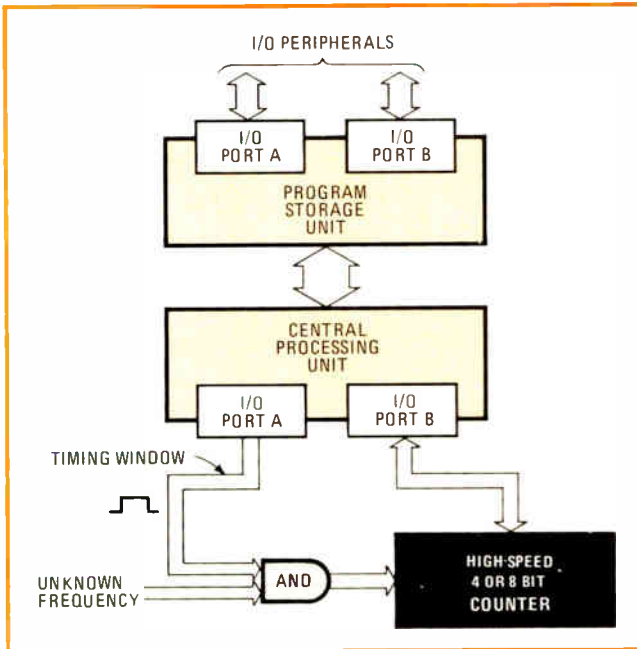 I/O PERIPHERALS
I/O
PORT A
I/O
PORT B
PROGRAM
STORAGE
UNIT
CENTRAL
PROCESSING
UNIT
I/O
PORT A
I/O
PORT B
TIMING WINDOW
UNKNOWN
FREQUENCY
AND
HIGH-SPEED
4 OR 8 BIT
COUNTER